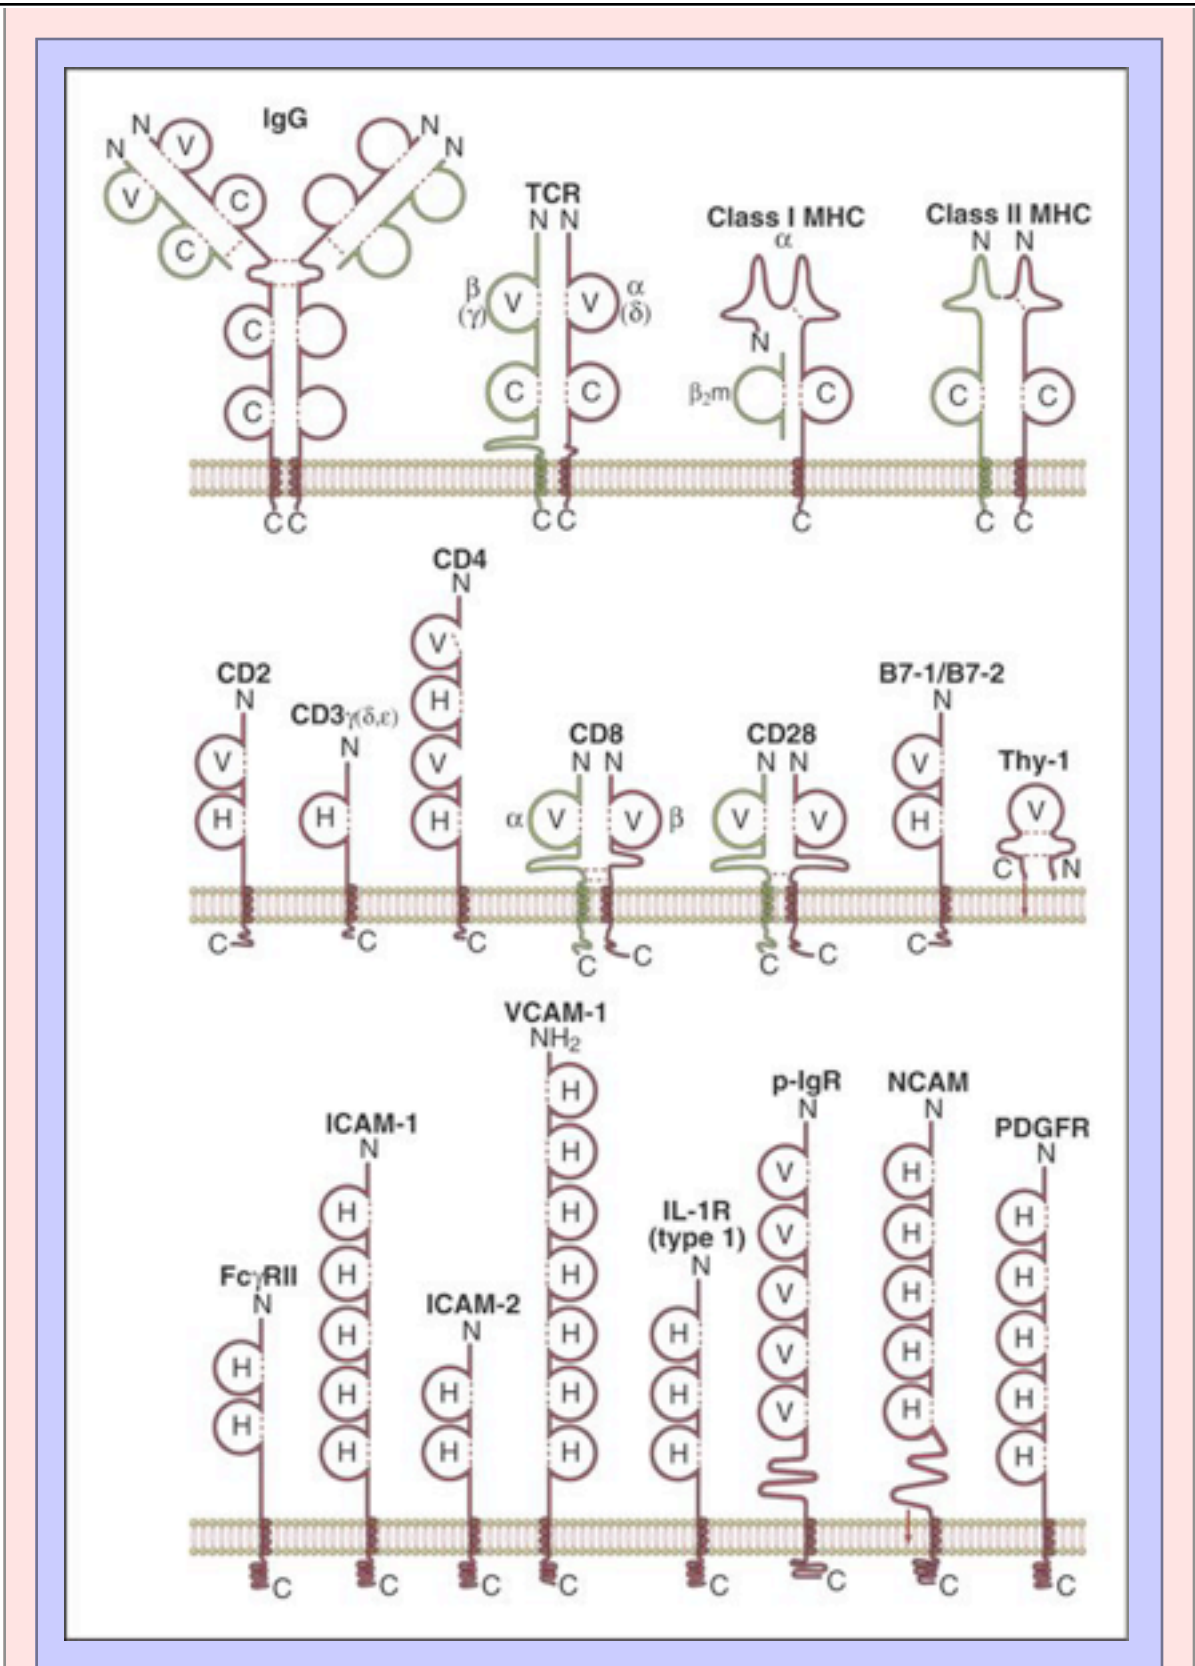 IgG
N N
N N
V
V
C
C
C
C
TCR
N N
β
(γ)
V
V
α
(δ)
C
C
Class I MHC
α
N
β₂m
C
Class II MHC
N N
C
C
C C
C C
C
C C
CD4
N
V
H
V
H
C
CD2
N
V
H
C
CD3γ(δ,ε)
N
H
C
CD8
N N
α
V
V
β
C
C
CD28
N N
V
V
C
C
B7-1/B7-2
N
V
H
C
Thy-1
V
C
N
VCAM-1
NH₂
H
H
H
H
H
H
H
C
FcγRII
N
H
H
C
ICAM-1
N
H
H
H
H
H
C
ICAM-2
N
H
H
C
IL-1R
(type 1)
N
H
H
H
C
p-IgR
N
V
V
V
V
V
C
NCAM
N
H
H
H
H
H
C
PDGFR
N
H
H
H
H
H
C